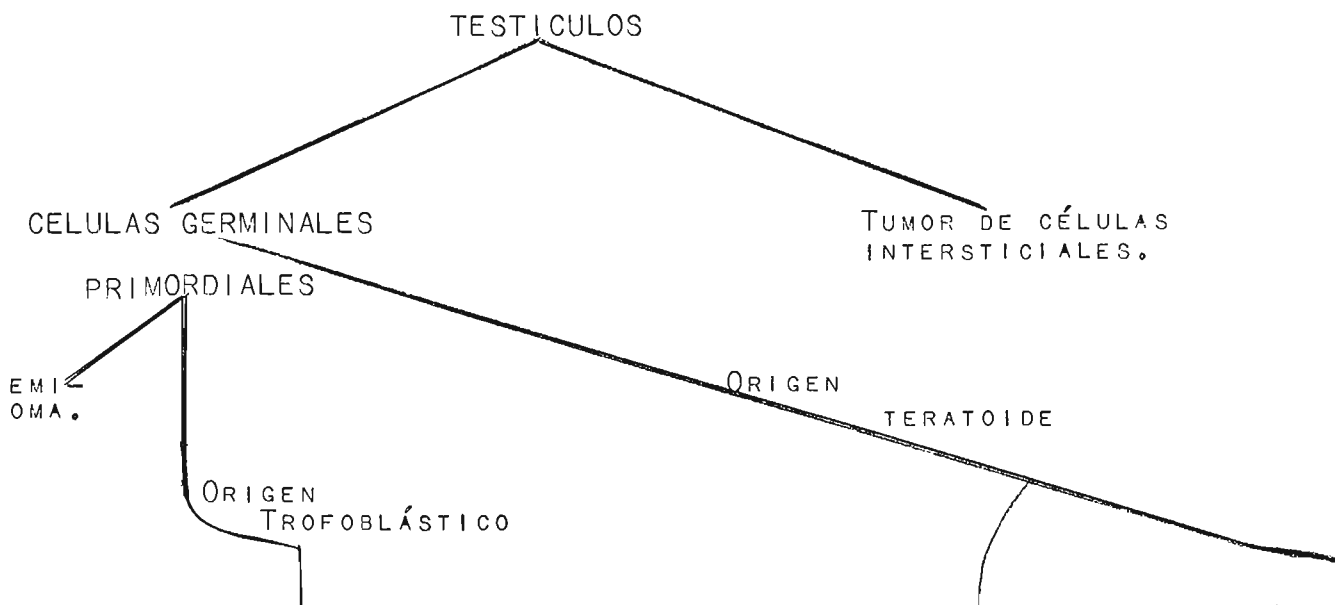 TESTICULOS
CELULAS GERMINALES
PRIMORDIALES
TUMOR DE CÉLULAS
INTERSTICIALES.
EMI-
OMA.
ORIGEN
TERATOIDE
ORIGEN
TROFOBLÁSTICO